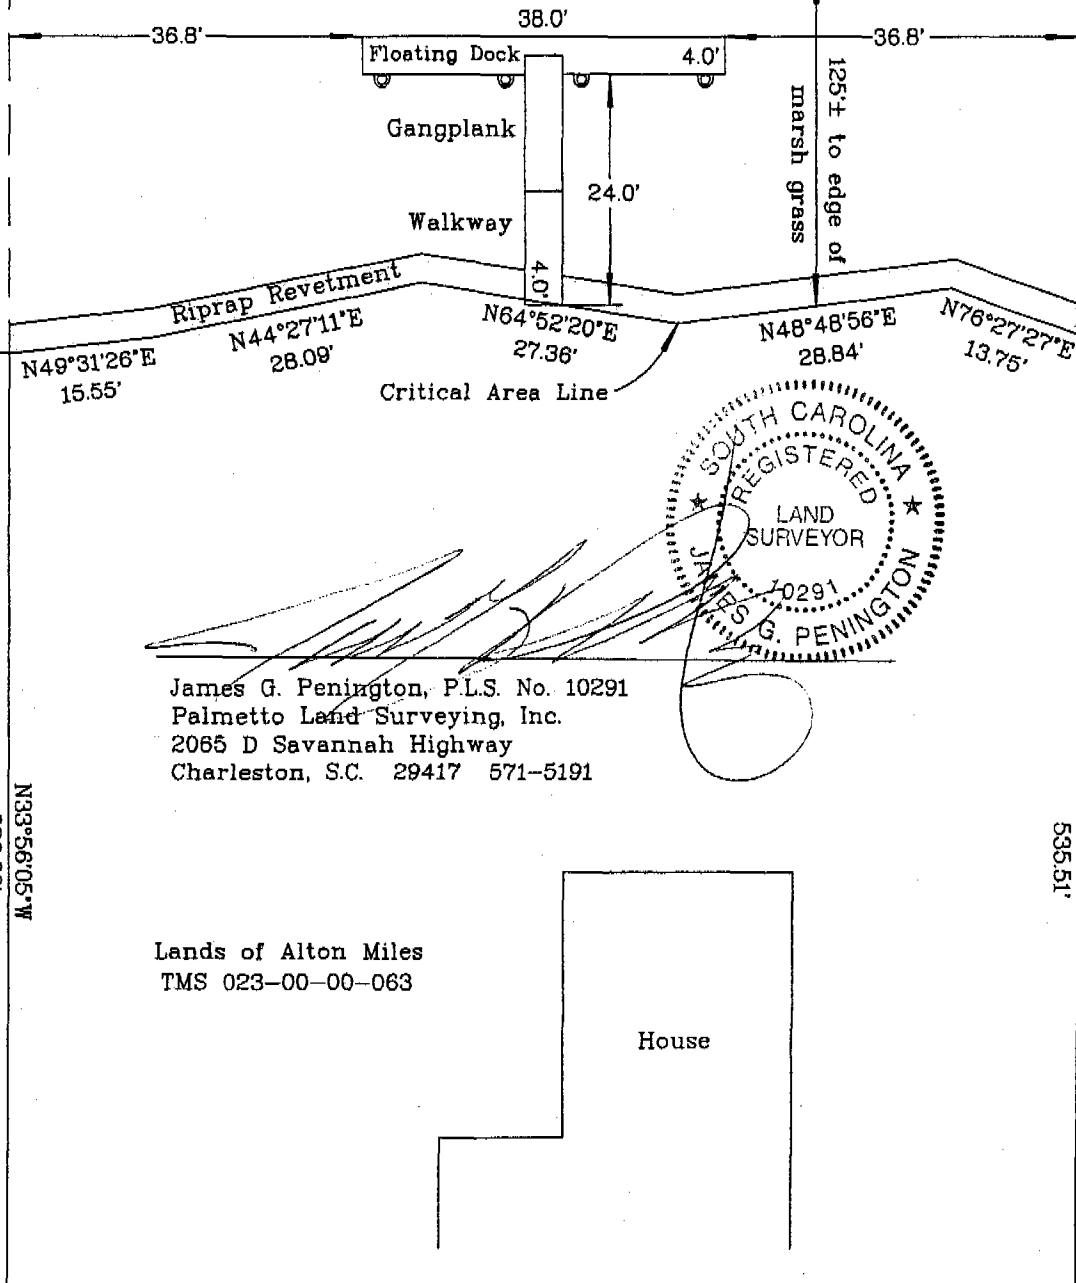 38.0'
36.8'
36.8'
Floating Dock
4.0'
125'± to edge of
marsh grass
Gangplank
24.0'
Walkway
4.0'
Riprap Revetment
N49°31'26"E
15.55'
N44°27'11"E
28.09'
N64°52'20"E
27.36'
N48°48'56"E
28.84'
N76°27'27"E
13.75'
Critical Area Line
SOUTH CAROLINA
REGISTERED
LAND
SURVEYOR
10291
JAMES G. PENINGTON
James G. Penington, P.L.S. No. 10291
Palmetto Land Surveying, Inc.
2065 D Savannah Highway
Charleston, S.C. 29417 571-5191
N33°56'05"W
535.51'
Lands of Alton Miles
TMS 023-00-00-063
House